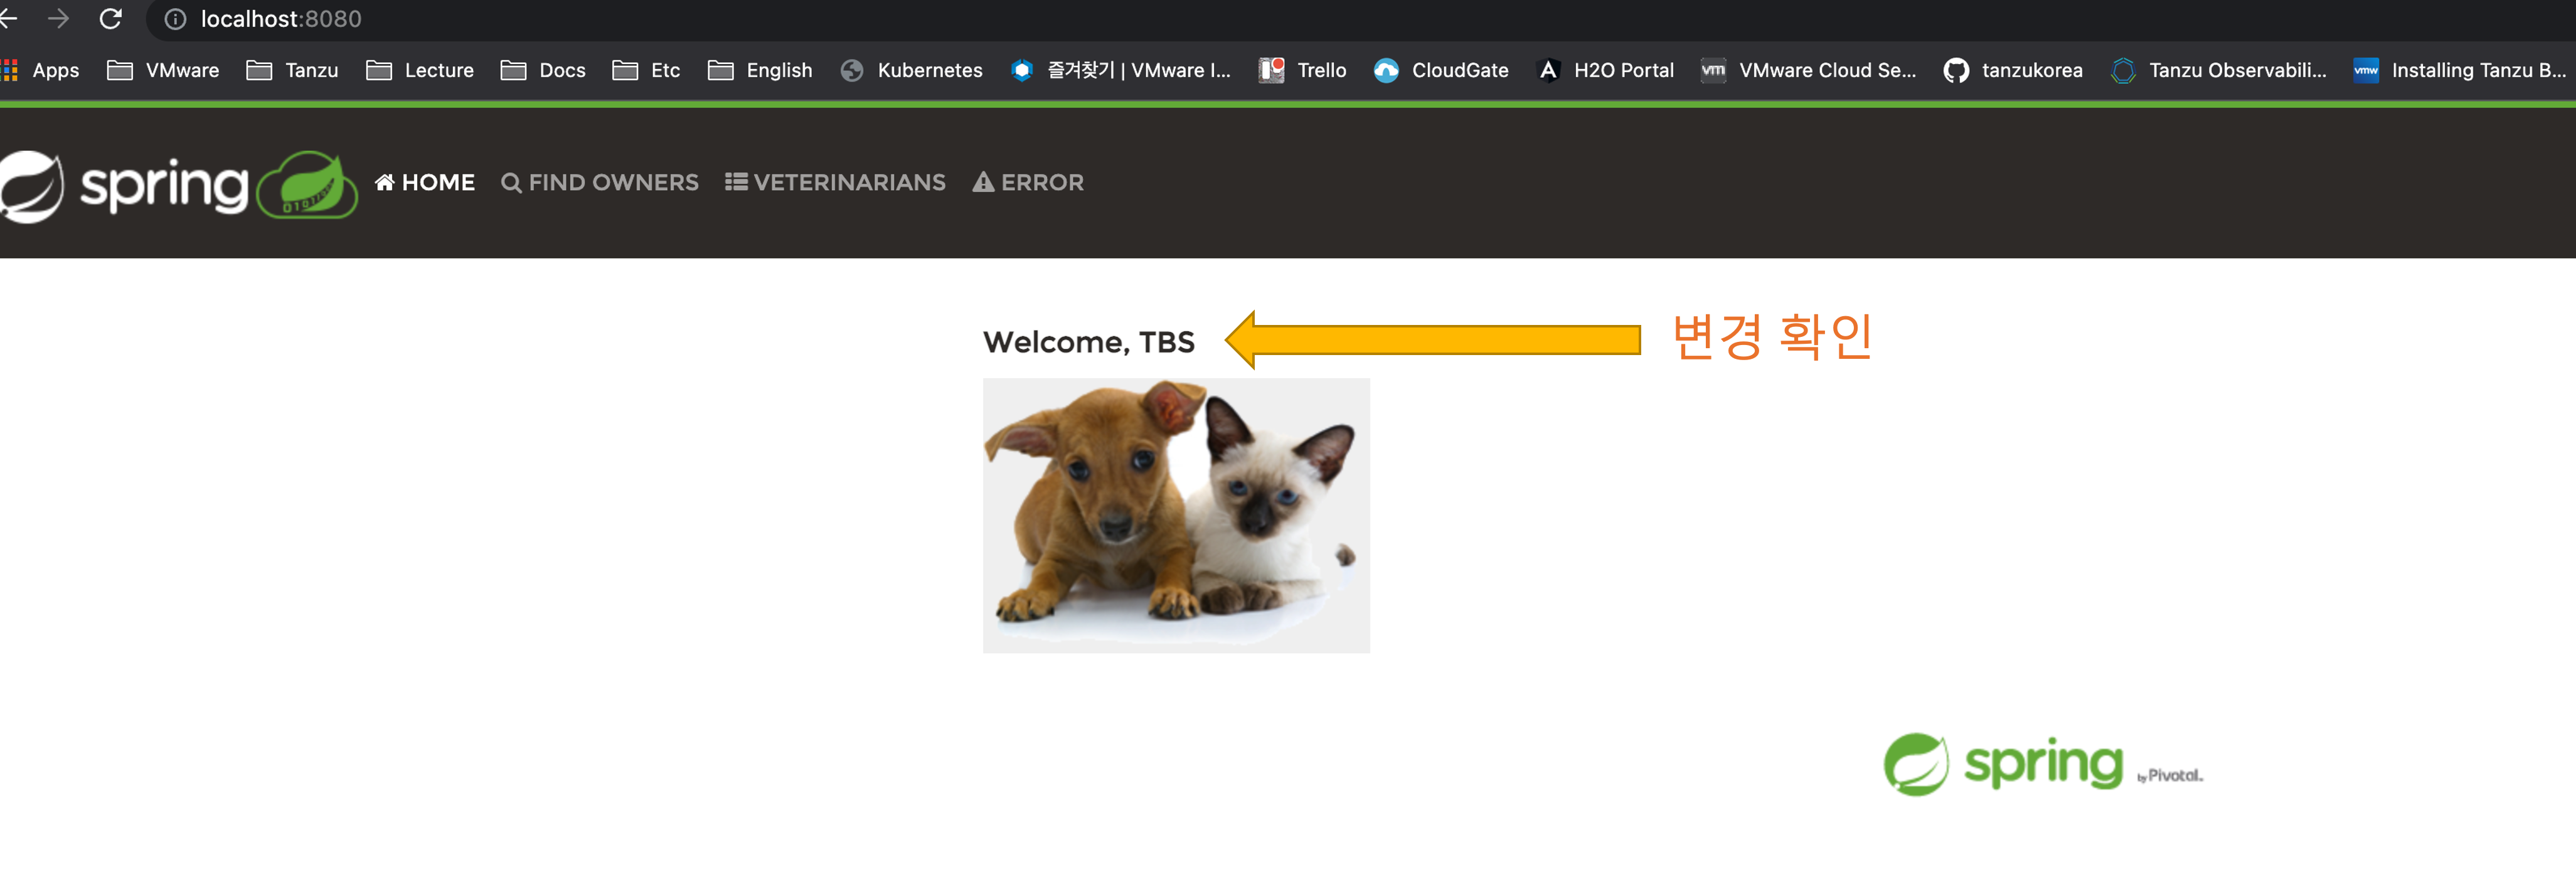 localhost:8080
Apps VMware Tanzu Lecture Docs Etc English Kubernetes 즐겨찾기 | VMware I... Trello CloudGate H2O Portal vm VMware Cloud Se... tanzukorea Tanzu Observabili... vmw Installing Tanzu B...
spring HOME FIND OWNERS VETERINARIANS ERROR
Welcome, TBS
변경 확인
spring by Pivotal.